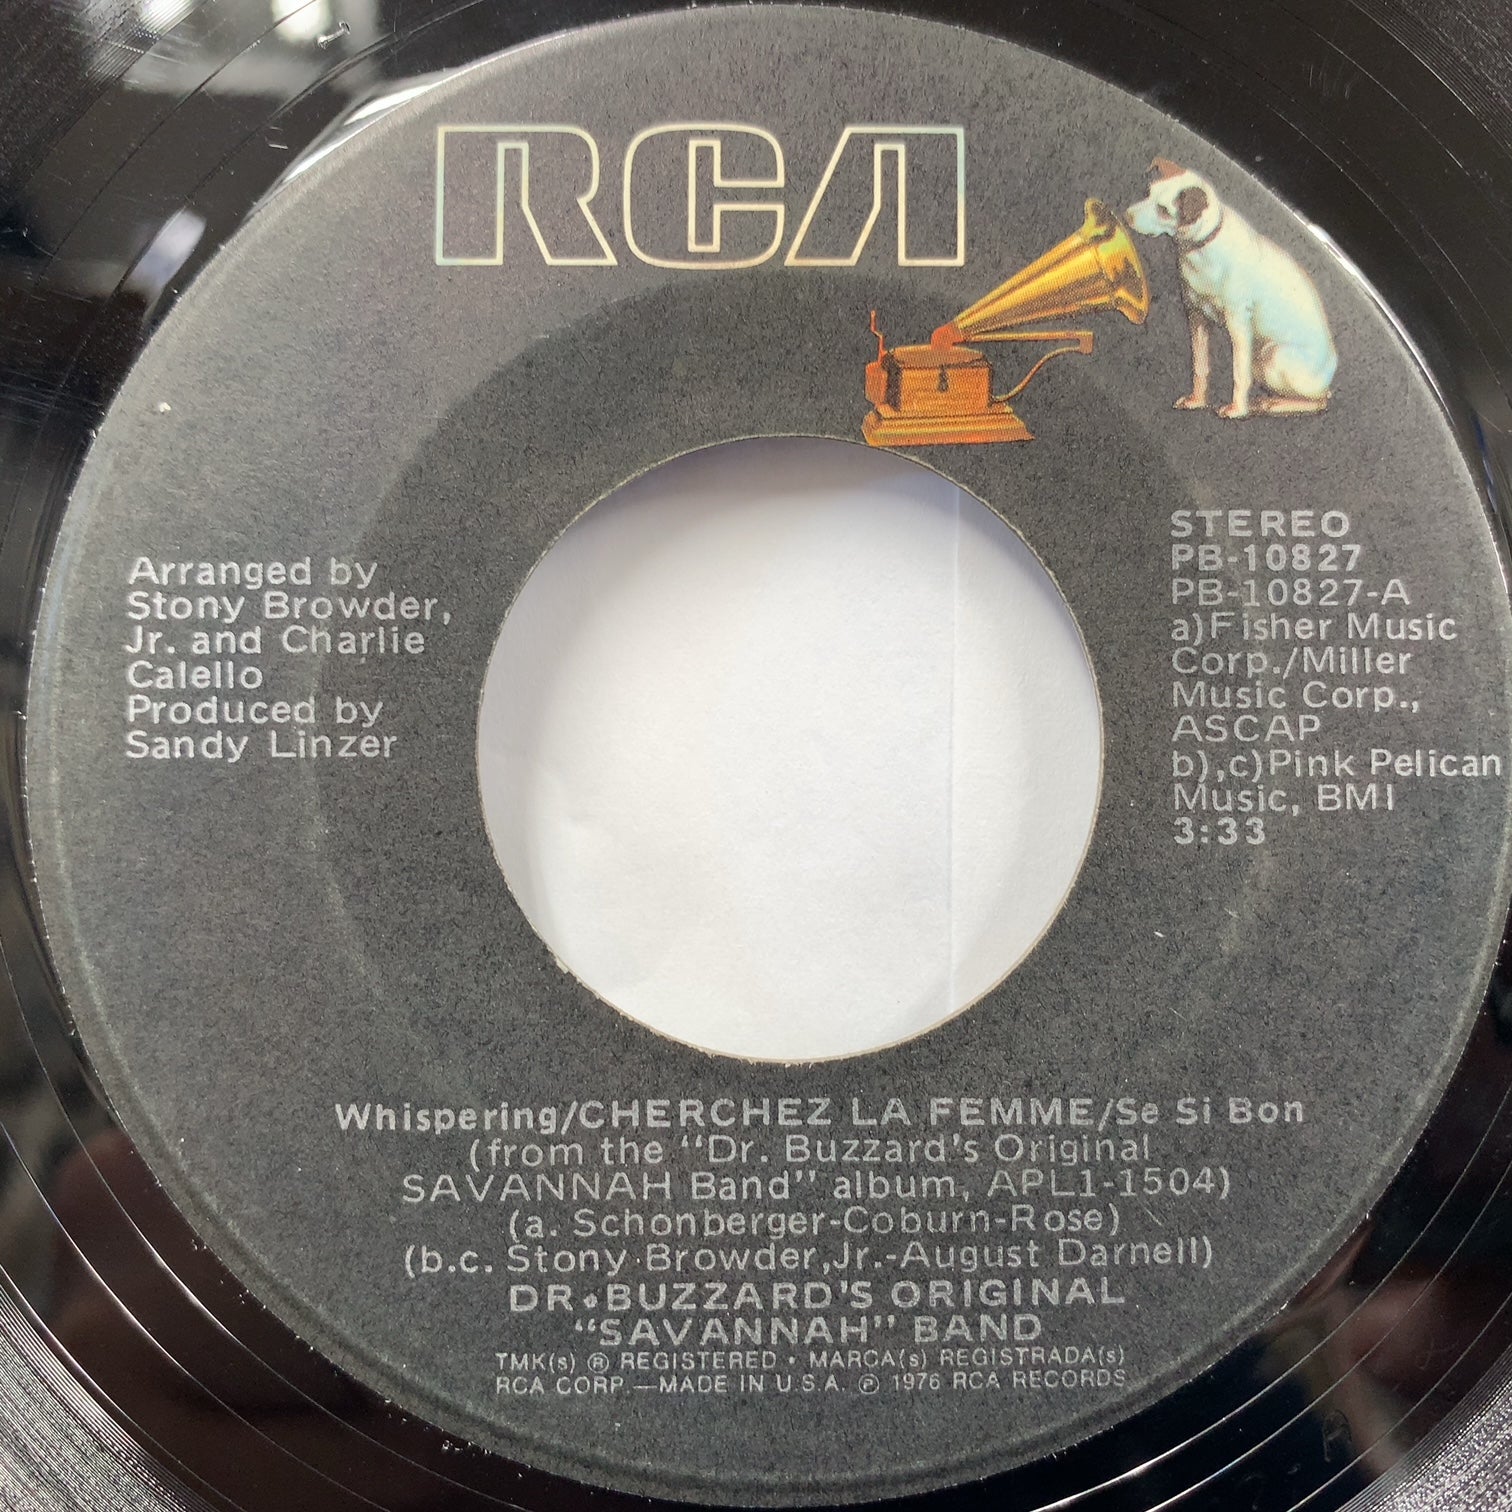 RCA
Arranged by
Stony Browder,
Jr. and Charlie
Calello
Produced by
Sandy Linzer
STEREO
PB-10827
PB-10827-A
a)Fisher Music
Corp./Miller
Music Corp.,
ASCAP
b),c)Pink Pelican
Music, BMI
3:33
Whispering/CHERCHEZ LA FEMME/Se Si Bon
(from the "Dr. Buzzard's Original
SAVANNAH Band" album, APL1-1504)
(a. Schonberger-Coburn-Rose)
(b.c. Stony Browder,Jr.-August Darnell)
DR. BUZZARD'S ORIGINAL
"SAVANNAH" BAND
TMK(s) ® REGISTERED • MARCA(s) REGISTRADA(s)
RCA CORP.—MADE IN U.S.A. ℗ 1976 RCA RECORDS